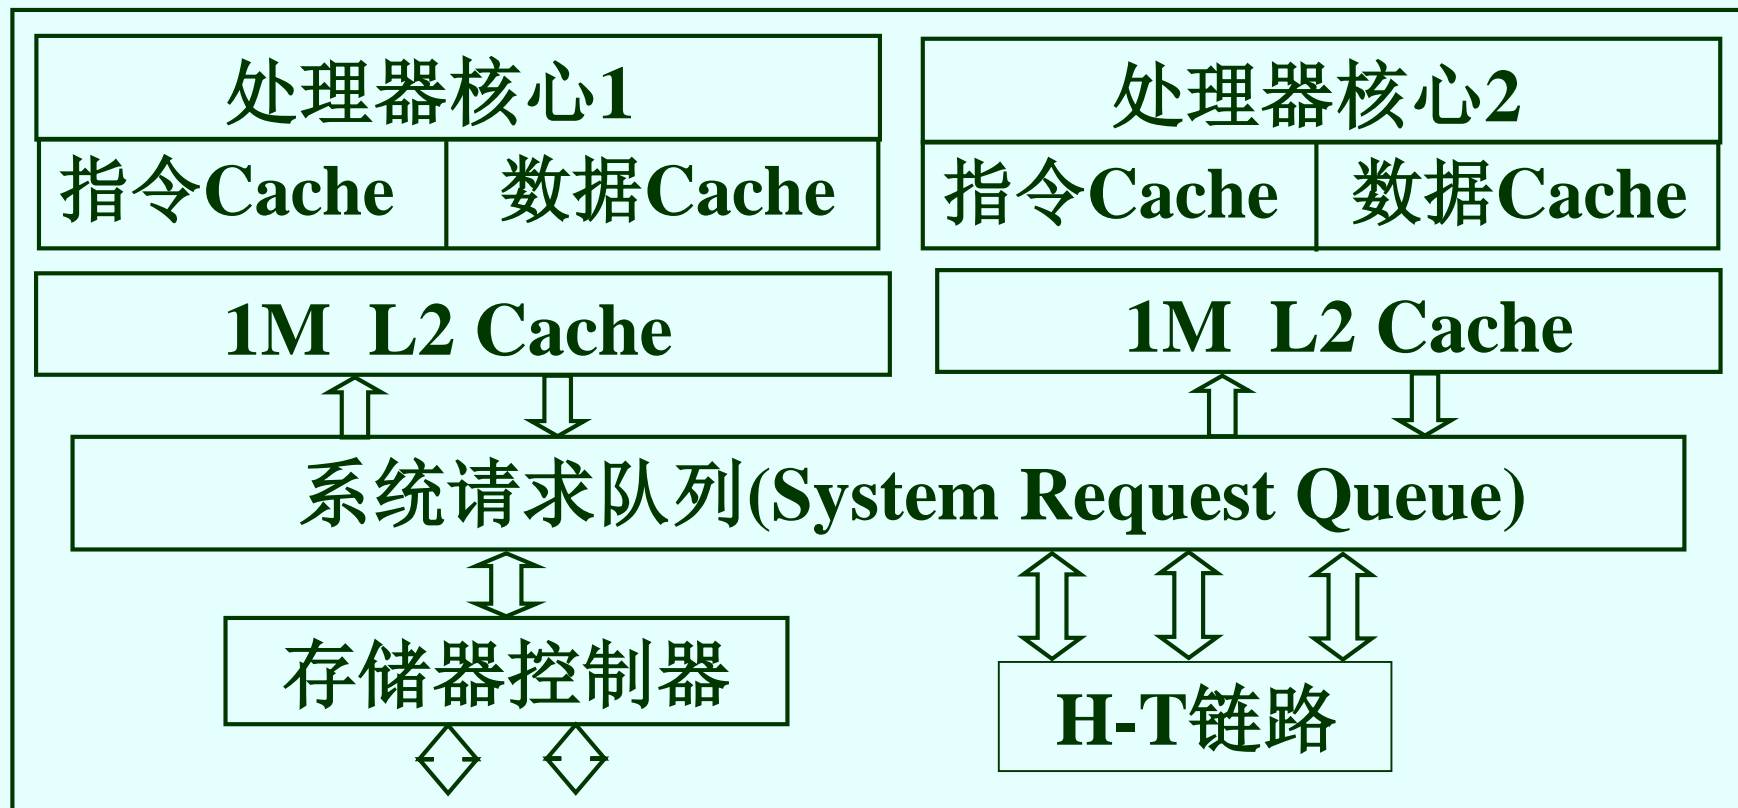 处理器核心1
处理器核心2
指令Cache
数据Cache
指令Cache
数据Cache
1M L2 Cache
1M L2 Cache
系统请求队列(System Request Queue)
存储器控制器
H-T链路